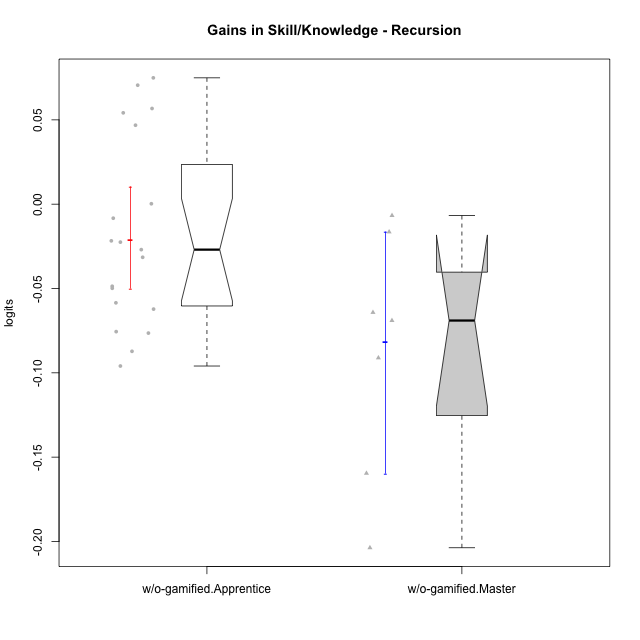 Gains in Skill/Knowledge - Recursion
logits
0.05
0.00
-0.05
-0.10
-0.15
-0.20
w/o-gamified.Apprentice
w/o-gamified.Master